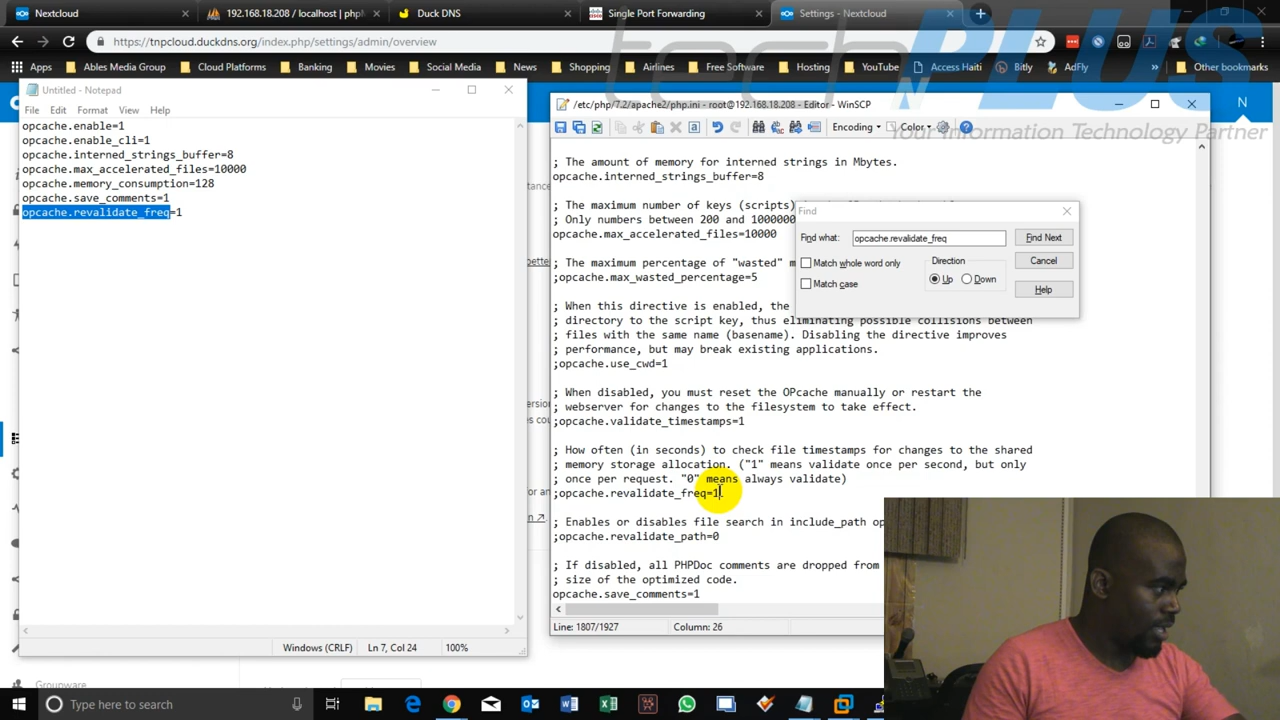 Nextcloud
192.168.18.208 / localhost | php
Duck DNS
Single Port Forwarding
Settings - Nextcloud
https://tnpcloud.duckdns.org/index.php/settings/admin/overview
Apps
Ables Media Group
Cloud Platforms
Banking
Movies
Social Media
News
Shopping
Airlines
Free Software
Hosting
YouTube
Access Haiti
Bitly
AdFly
Other bookmarks
tech
N
PLUS
Your Information Technology Partner
N
Untitled - Notepad
File Edit Format View Help
opcache.enable=1
opcache.enable_cli=1
opcache.interned_strings_buffer=8
opcache.max_accelerated_files=10000
opcache.memory_consumption=128
opcache.save_comments=1
opcache.revalidate_freq=1
Windows (CRLF)
Ln 7, Col 24
100%
/etc/php/7.2/apache2/php.ini - root@192.168.18.208 - Editor - WinSCP
Encoding
Color
; The amount of memory for interned strings in Mbytes.
opcache.interned_strings_buffer=8
; The maximum number of keys (scripts)
; Only numbers between 200 and 1000000
opcache.max_accelerated_files=10000
; The maximum percentage of "wasted" m
;opcache.max_wasted_percentage=5
; When this directive is enabled, the
; directory to the script key, thus eliminating possible collisions between
; files with the same name (basename). Disabling the directive improves
; performance, but may break existing applications.
;opcache.use_cwd=1
; When disabled, you must reset the OPcache manually or restart the
; webserver for changes to the filesystem to take effect.
;opcache.validate_timestamps=1
; How often (in seconds) to check file timestamps for changes to the shared
; memory storage allocation. ("1" means validate once per second, but only
; once per request. "0" means always validate)
;opcache.revalidate_freq=1
; Enables or disables file search in include_path op
;opcache.revalidate_path=0
; If disabled, all PHPDoc comments are dropped from
; size of the optimized code.
opcache.save_comments=1
Line: 1807/1927
Column: 26
Find
Find what:
opcache.revalidate_freq
Find Next
Match whole word only
Direction
Cancel
Match case
Up
Down
Help
Groupware
Type here to search